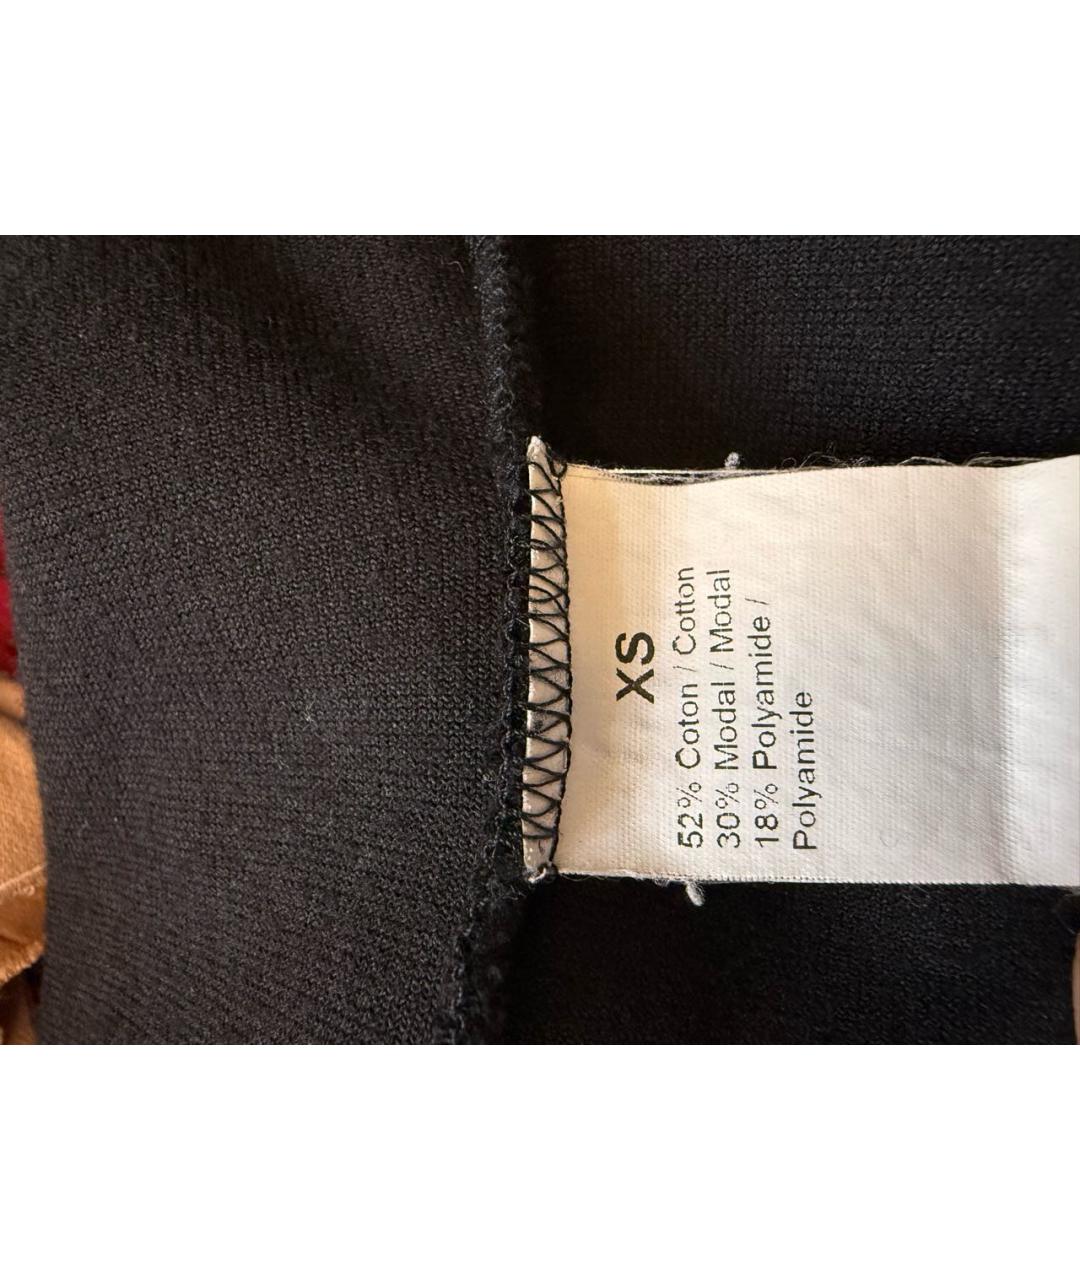 XS
52% Coton / Cotton
30% Modal / Modal
18% Polyamide /
Polyamide